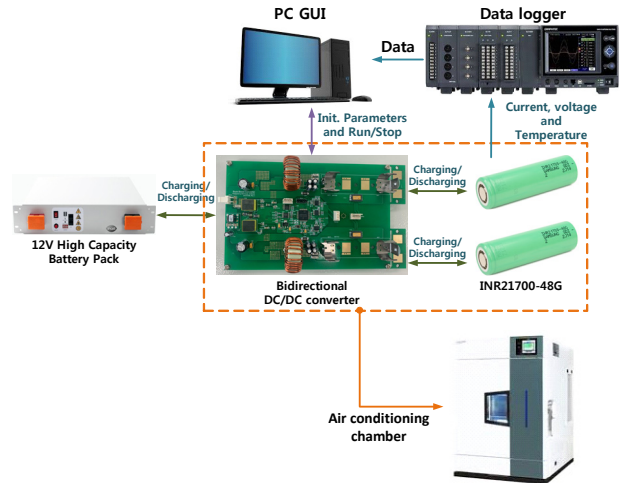 PC GUI
Data logger
Data
Init. Parameters
and Run/Stop
Current, voltage
and
Temperature
Charging/
Discharging
Charging/
Discharging
Charging/
Discharging
12V High Capacity
Battery Pack
Bidirectional
DC/DC converter
INR21700-48G
Air conditioning
chamber